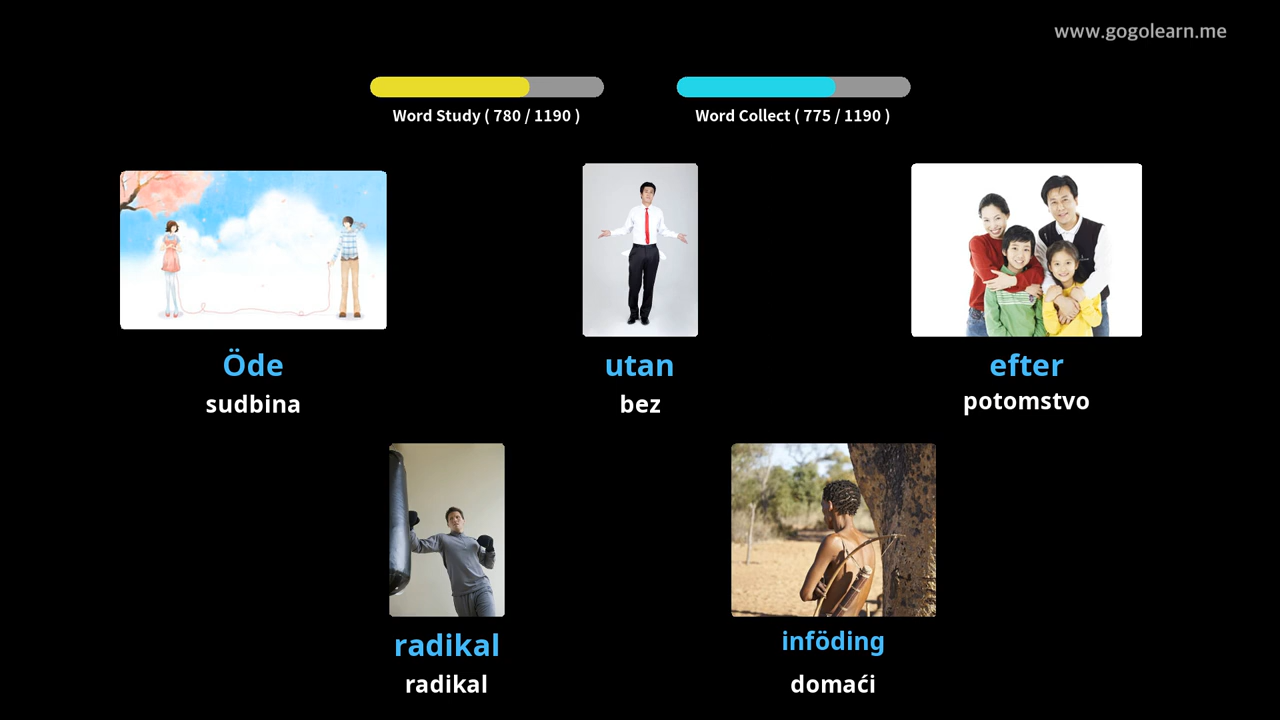 www.gogolearn.me
Word Study ( 780 / 1190 )
Word Collect ( 775 / 1190 )
Öde
sudbina
utan
bez
efter
potomstvo
radikal
radikal
inföding
domaći